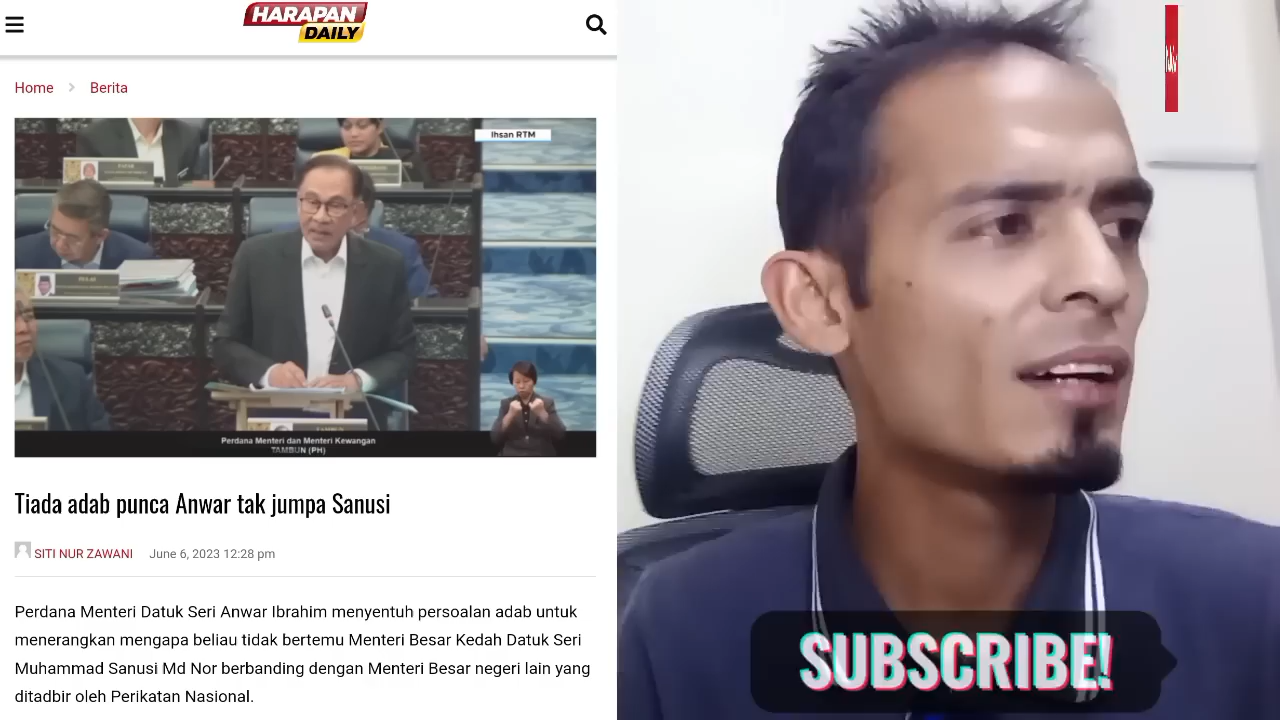 HARAPAN
DAILY
Home > Berita
Ihsan RTM
Perdana Menteri dan Menteri Kewangan
TAMBUN (PH)
Tiada adab punca Anwar tak jumpa Sanusi
SITI NUR ZAWANI June 6, 2023 12:28 pm
Perdana Menteri Datuk Seri Anwar Ibrahim menyentuh persoalan adab untuk
menerangkan mengapa beliau tidak bertemu Menteri Besar Kedah Datuk Seri
Muhammad Sanusi Md Nor berbanding dengan Menteri Besar negeri lain yang
ditadbir oleh Perikatan Nasional.
SUBSCRIBE!